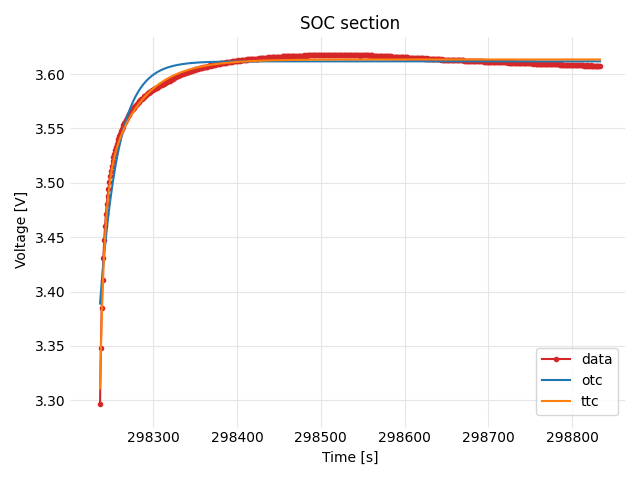 SOC section
Voltage [V]
3.60
3.55
3.50
3.45
3.40
3.35
3.30
data
otc
ttc
298300 298400 298500 298600 298700 298800
Time [s]